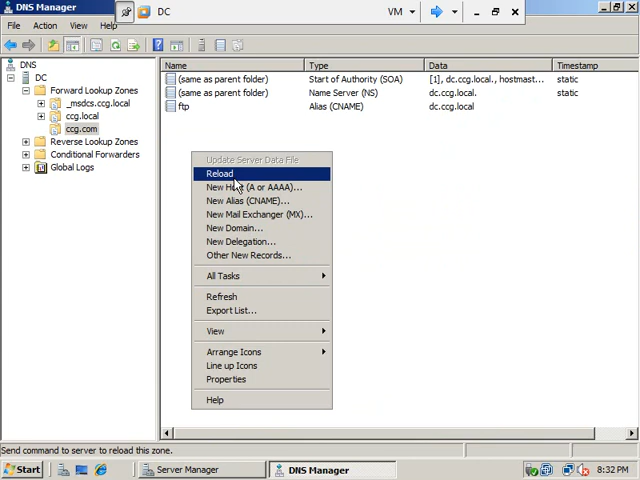 DNS Manager
DC
VM
File Action View Help
DNS
DC
Forward Lookup Zones
_msdcs.ccg.local
ccg.local
ccg.com
Reverse Lookup Zones
Conditional Forwarders
Global Logs
Name Type Data Timestamp
(same as parent folder) Start of Authority (SOA) [1], dc.ccg.local., hostmast... static
(same as parent folder) Name Server (NS) dc.ccg.local. static
ftp Alias (CNAME) dc.ccg.local
Update Server Data File
Reload
New Host (A or AAAA)...
New Alias (CNAME)...
New Mail Exchanger (MX)...
New Domain...
New Delegation...
Other New Records...
All Tasks
Refresh
Export List...
View
Arrange Icons
Line up Icons
Properties
Help
Send command to server to reload this zone.
Start Server Manager DNS Manager 8:32 PM